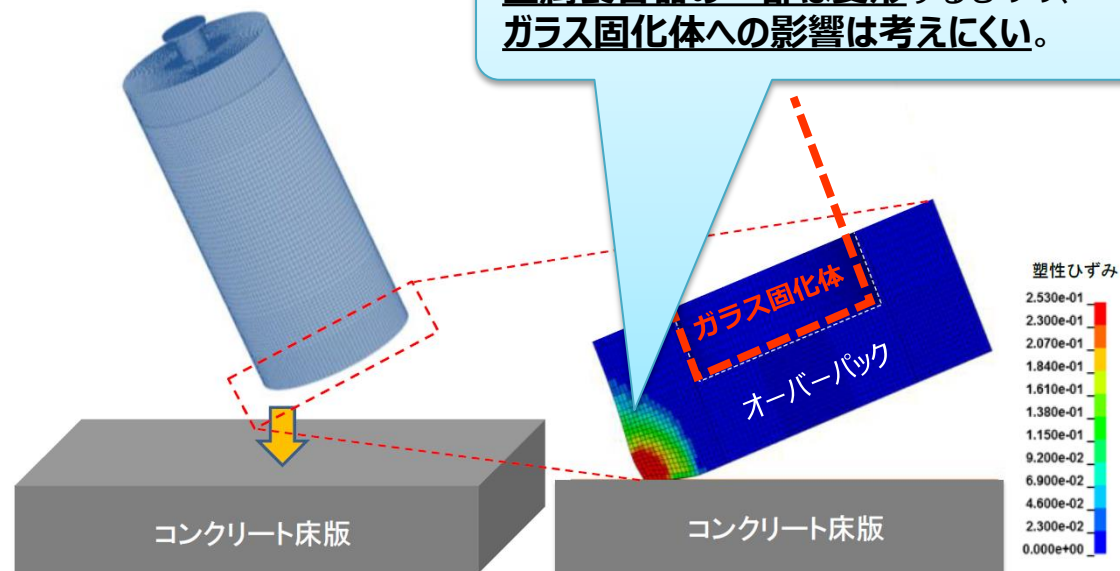 ガラス固化体への影響は考えにくい。
ガラス固化体
オーバーパック
コンクリート床版
コンクリート床版
塑性ひずみ
2.530e-01
2.300e-01
2.070e-01
1.840e-01
1.610e-01
1.380e-01
1.150e-01
9.200e-02
6.900e-02
4.600e-02
2.300e-02
0.000e+00